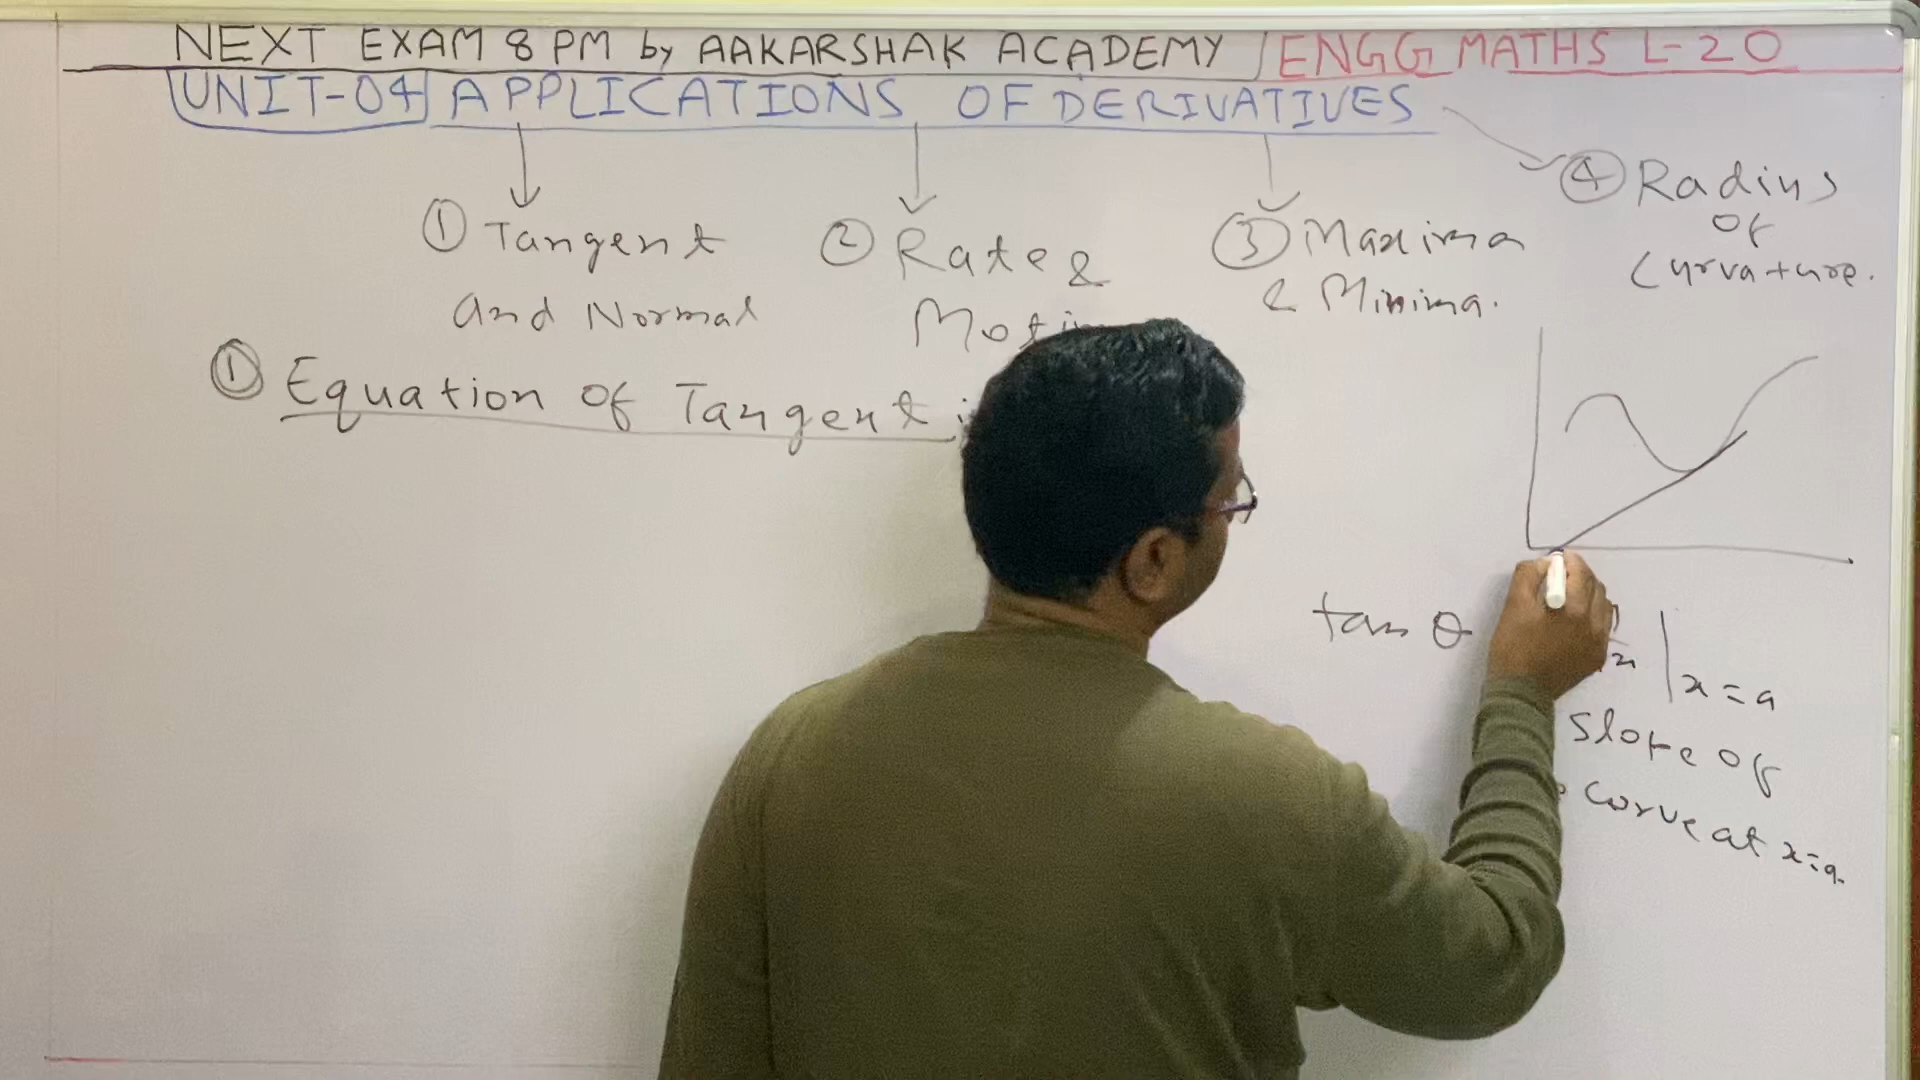 NEXT EXAM 8 PM by AAKARSHAK ACADEMY ENGG MATHS L-20
UNIT-04 APPLICATIONS OF DERIVATIVES
① Tangent
and Normal
② Rate &
③ Maxima
& Minima.
④ Radius
of
Curvature.
① Equation of Tangent
tan θ
x = a
slope of
curve at x=a.